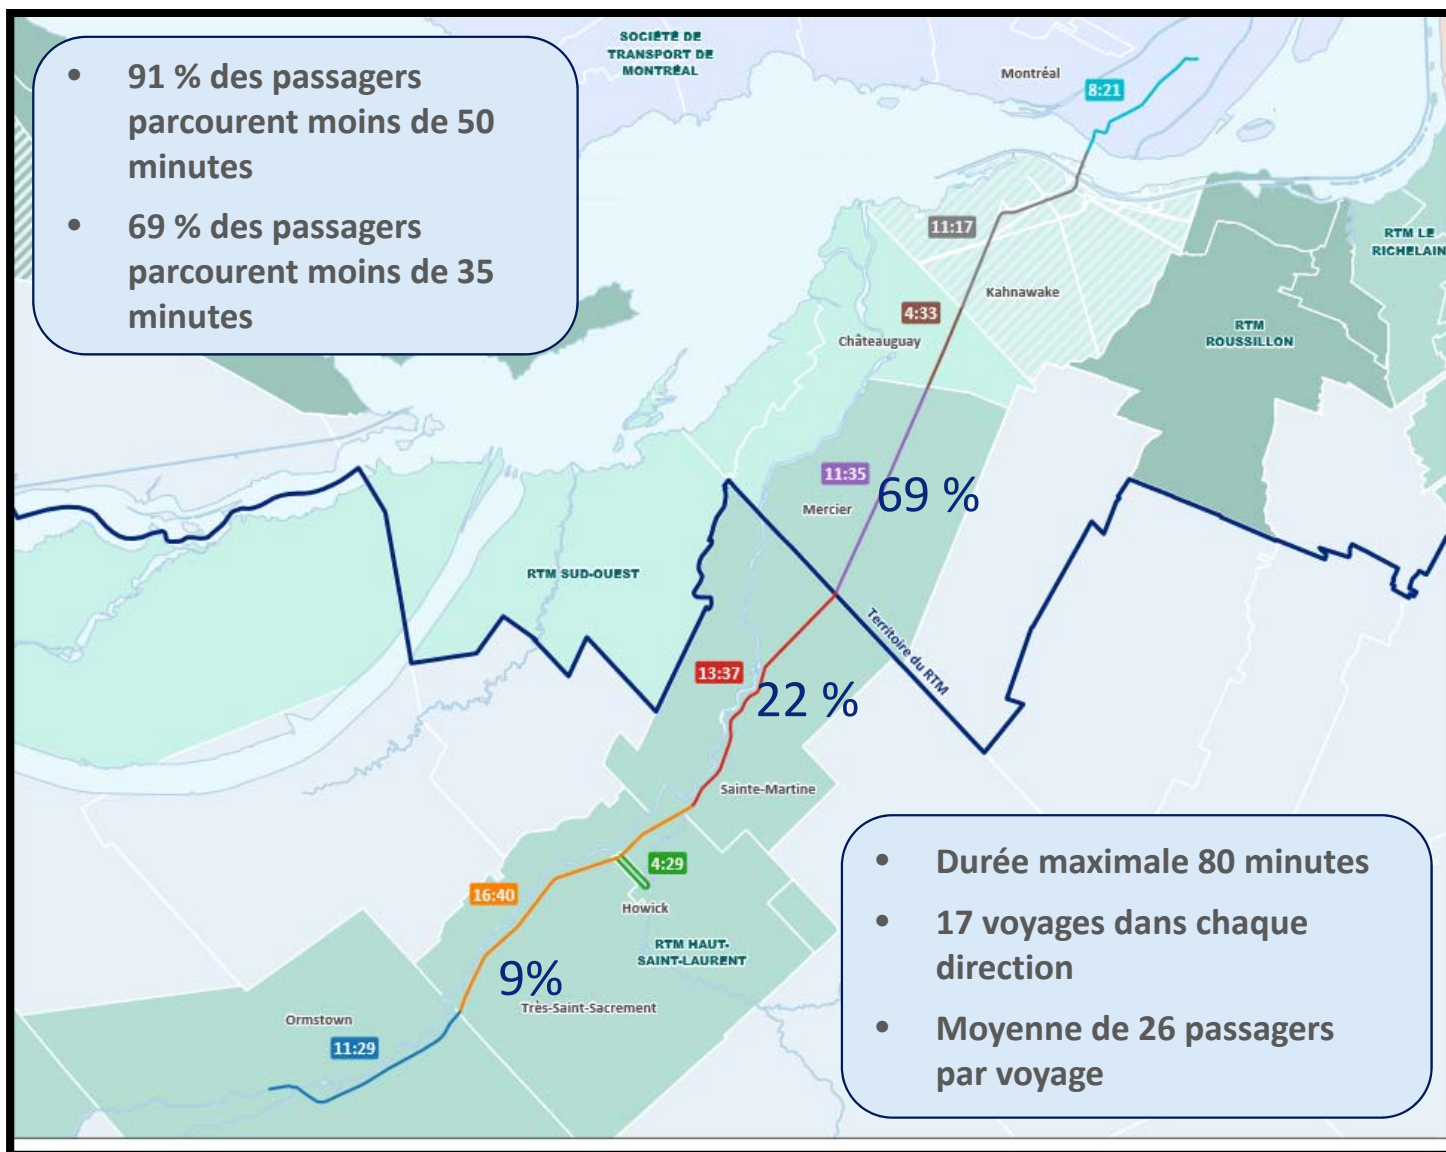 • 91 % des passagers
parcourent moins de 50
minutes
• 69 % des passagers
parcourent moins de 35
minutes
SOCIÉTÉ DE
TRANSPORT DE
MONTRÉAL
Montréal
8:21
11:17
RTM LE
RICHELAIN
Kahnawake
4:33
Châteauguay
RTM
ROUSSILLON
11:35
69 %
Mercier
RTM SUD-OUEST
Territoire du RTM
13:37
22 %
Sainte-Martine
4:29
16:40
Howick
RTM HAUT-
SAINT-LAURENT
9%
Très-Saint-Sacrement
Ormstown
11:29
• Durée maximale 80 minutes
• 17 voyages dans chaque
direction
• Moyenne de 26 passagers
par voyage